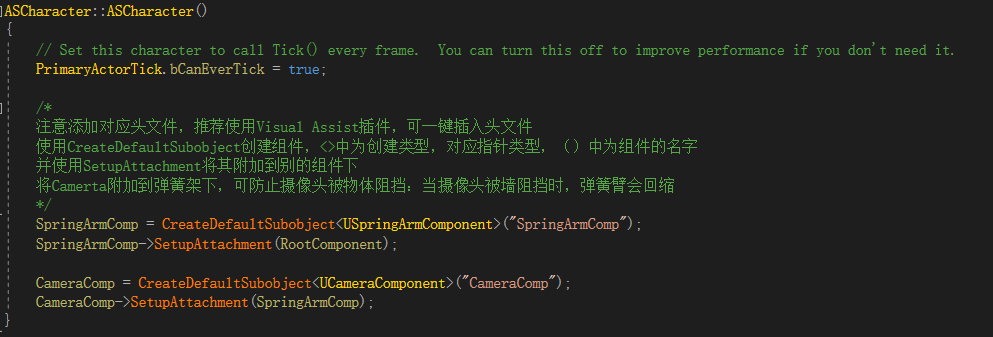 ASCharacter::ASCharacter()
{
// Set this character to call Tick() every frame.  You can turn this off to improve performance if you don't need it.
PrimaryActorTick.bCanEverTick = true;
/*
注意添加对应头文件，推荐使用Visual Assist插件，可一键插入头文件
使用CreateDefaultSubobject创建组件，<>中为创建类型，对应指针类型，（）中为组件的名字
并使用SetupAttachment将其附加到别的组件下
将Camerta附加到弹簧架下，可防止摄像头被物体阻挡：当摄像头被墙阻挡时，弹簧臂会回缩
*/
SpringArmComp = CreateDefaultSubobject<USpringArmComponent>("SpringArmComp");
SpringArmComp->SetupAttachment(RootComponent);
CameraComp = CreateDefaultSubobject<UCameraComponent>("CameraComp");
CameraComp->SetupAttachment(SpringArmComp);
}